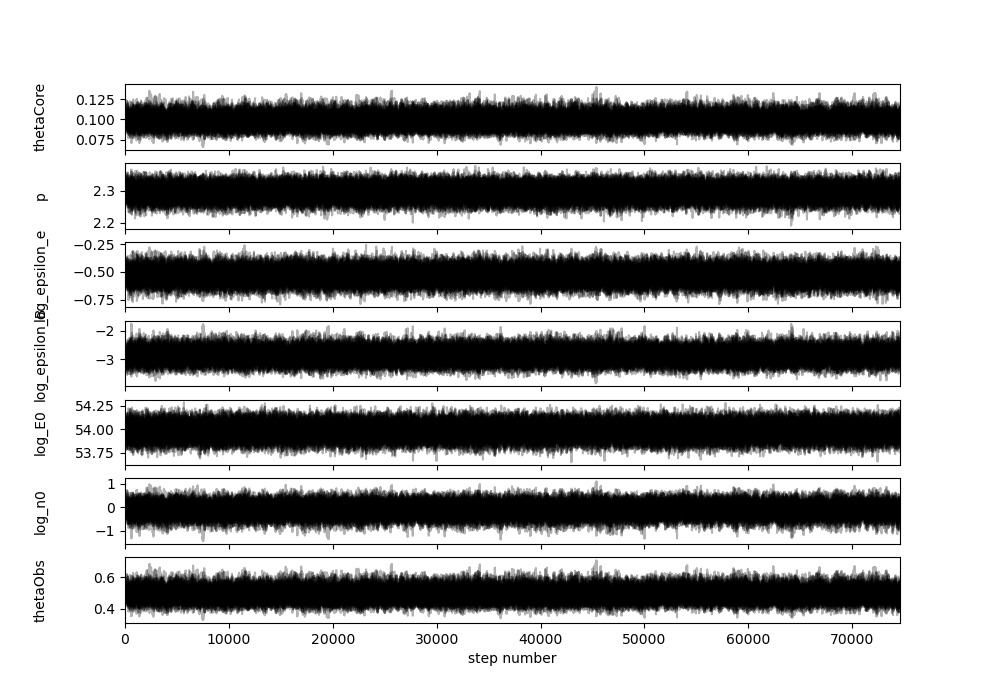 thetaCore
0.125
0.100
0.075
p
2.3
2.2
log_epsilon_e
−0.25
−0.50
−0.75
log_epsilon_B
−2
−3
log_E0
54.25
54.00
53.75
log_n0
1
0
−1
thetaObs
0.6
0.4
0 10000 20000 30000 40000 50000 60000 70000
step number